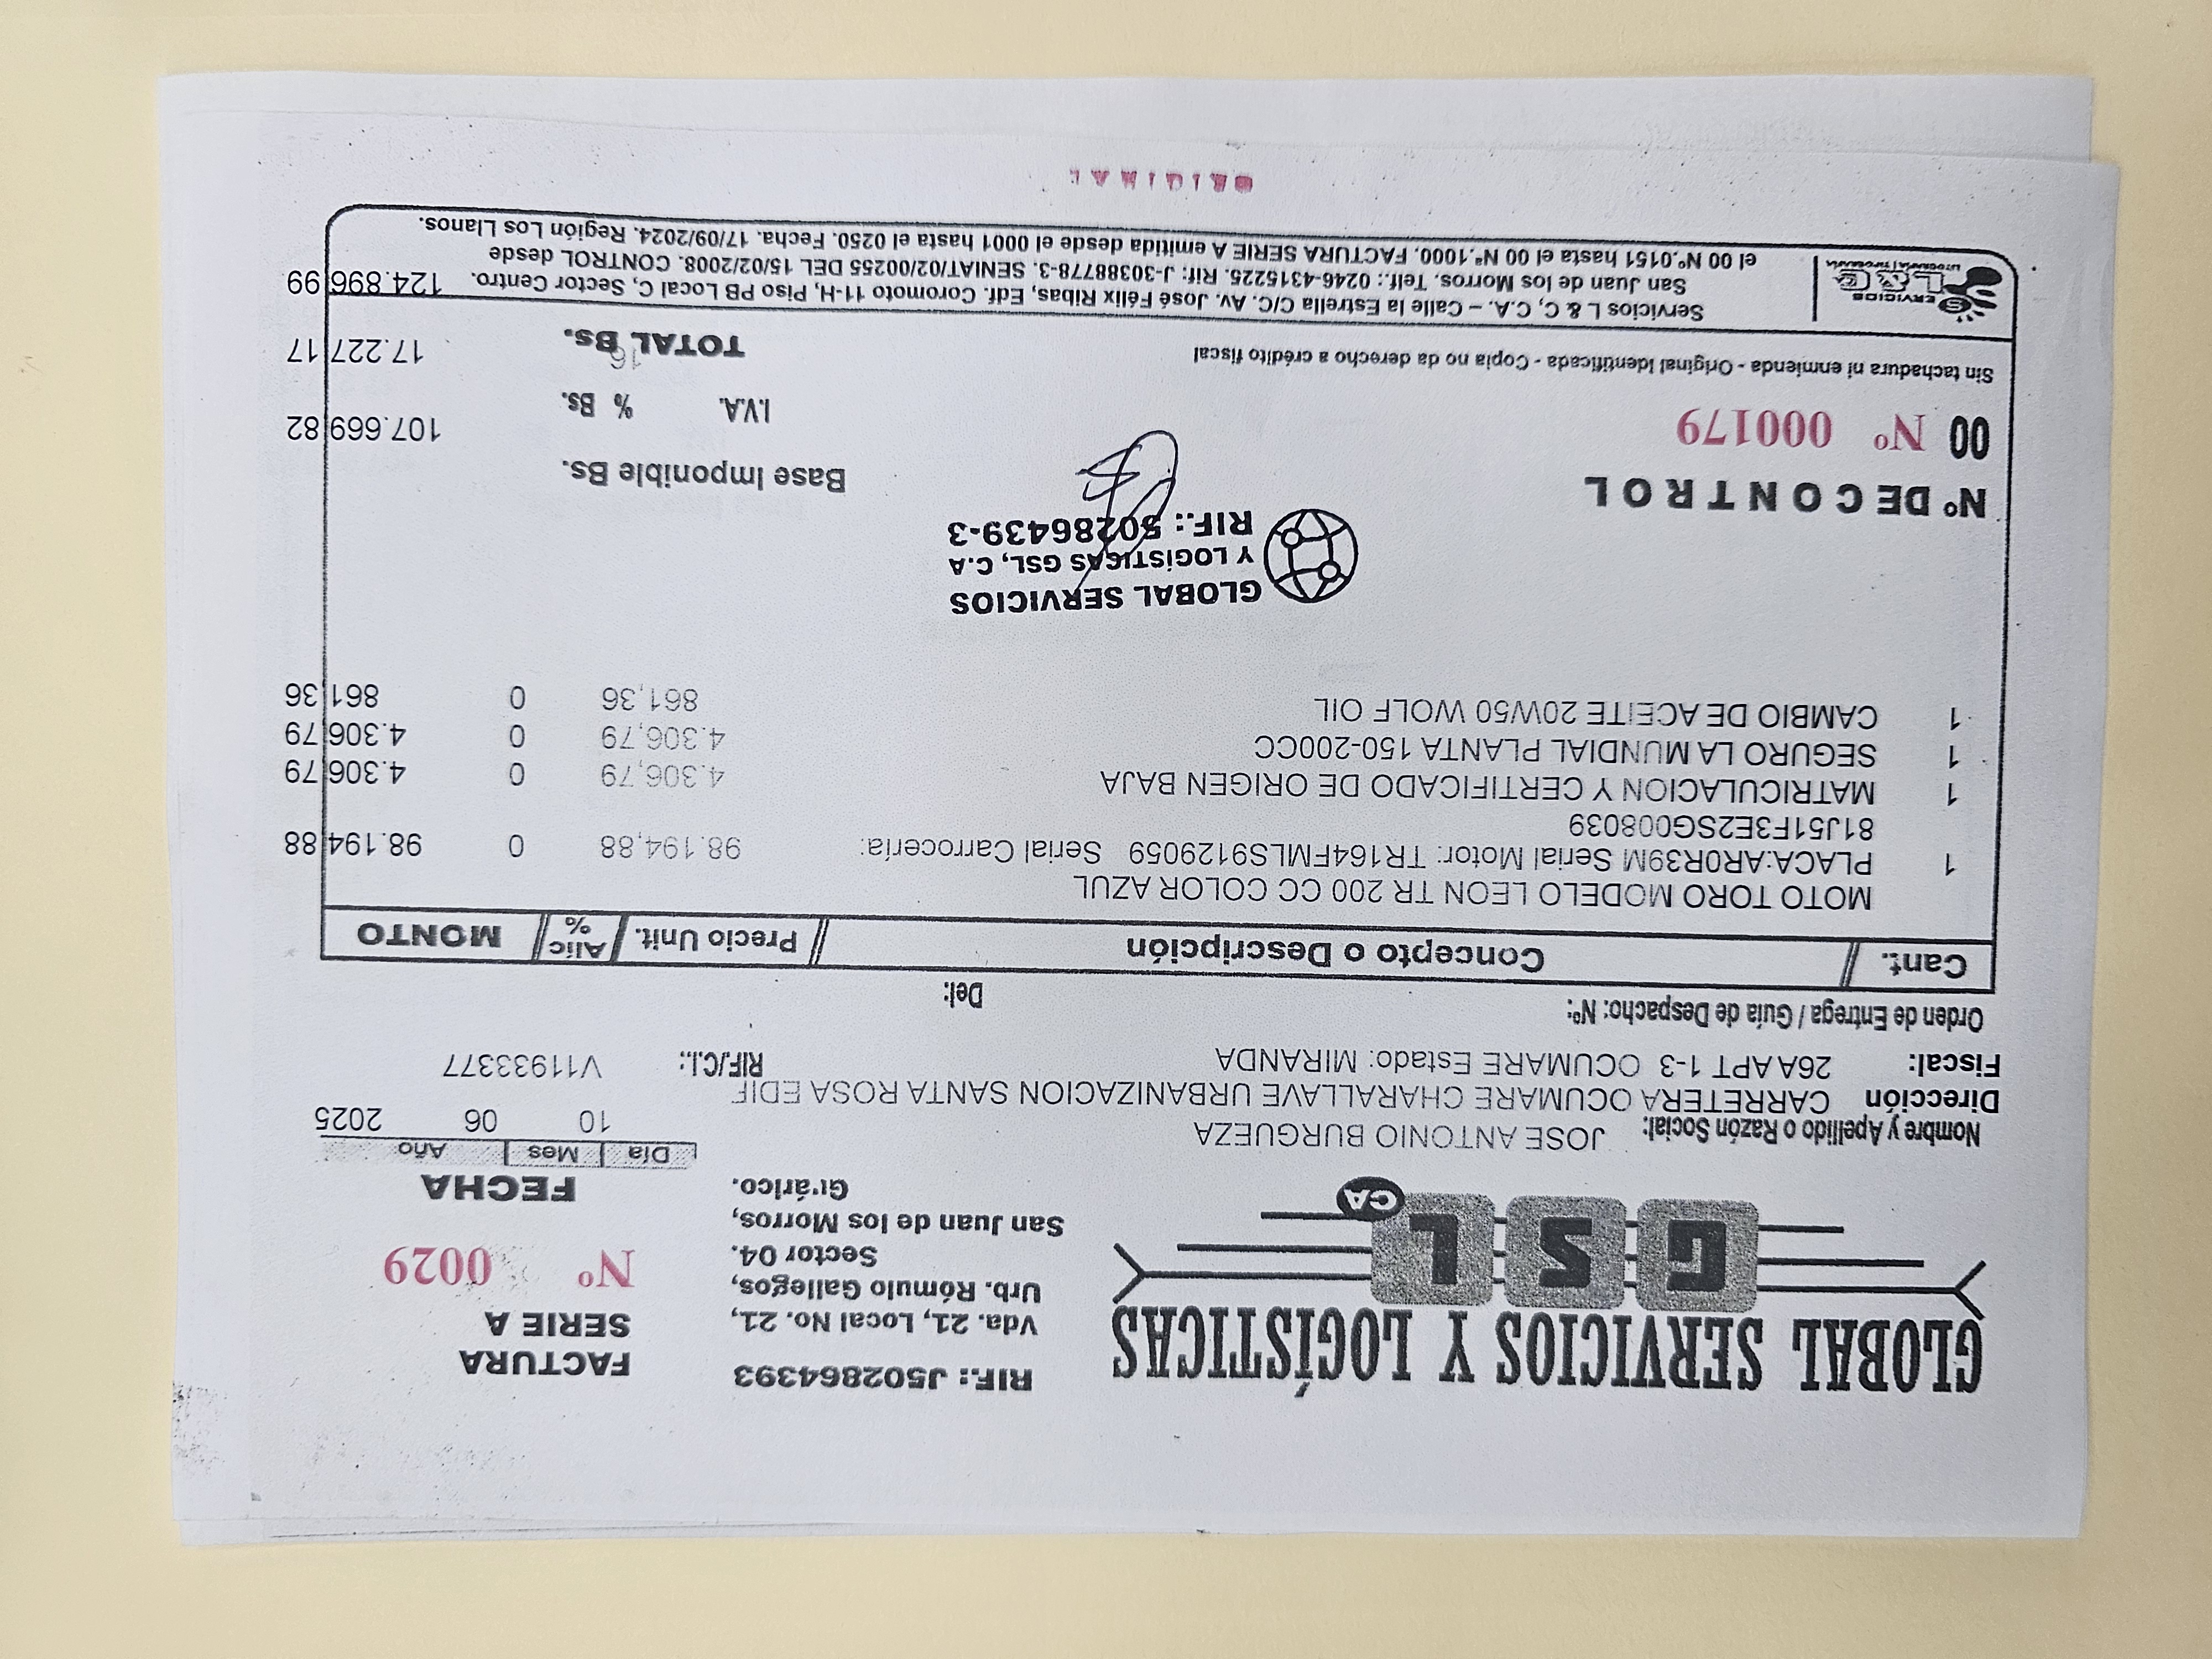 GLOBAL SERVICIOS Y LOGÍSTICAS
GSL
CA
RIF.: J502864393
Vda. 21, Local No. 21,
Urb. Rómulo Gallegos,
Sector 04.
San Juan de los Morros,
Guárico.
FACTURA
SERIE A
Nº 0029
FECHA
Día Mes Año
10 06 2025
Nombre y Apellido o Razón Social: JOSE ANTONIO BURGUEZA
Dirección CARRETERA OCUMARE CHARALLAVE URBANIZACION SANTA ROSA EDIF
Fiscal: 26A APT 1-3 OCUMARE Estado: MIRANDA RIF/C.I.: V11933377
Orden de Entrega / Guía de Despacho: Nº: Del:
Cant. Concepto o Descripción Precio Unit. Alíc % MONTO
MOTO TORO MODELO LEON TR 200 CC COLOR AZUL
1 PLACA:AR0R39M Serial Motor: TR164FMLS9129059 Serial Carrocería: 98.194,88 0 98.194,88
81J51F3E2SG008039
1 MATRICULACION Y CERTIFICADO DE ORIGEN BAJA 4.306,79 0 4.306,79
1 SEGURO LA MUNDIAL PLANTA 150-200CC 4.306,79 0 4.306,79
1 CAMBIO DE ACEITE 20W50 WOLF OIL 861,36 0 861,36
GLOBAL SERVICIOS
Y LOGÍSTICAS GSL, C.A
RIF.: 50286439-3
Nº DE CONTROL
00 Nº 000179
Base Imponible Bs. 107.669,82
I.V.A. 16 % Bs. 17.227,17
TOTAL Bs. 124.896,99
Sin tachadura ni enmienda - Original Identificada - Copia no da derecho a crédito fiscal
SERVICIOS
L&C
LITOGRAFIA | TIPOGRAFIA
Servicios L & C, C.A. – Calle la Estrella C/C. Av. José Félix Ribas, Edf. Coromoto 11-H, Piso PB Local C, Sector Centro.
San Juan de los Morros. Telf.: 0246-4315225. Rif: J-30388778-3. SENIAT/02/00255 DEL 15/02/2008. CONTROL desde
el 00 Nº.0151 hasta el 00 Nº.1000. FACTURA SERIE A emitida desde el 0001 hasta el 0250. Fecha. 17/09/2024. Región Los Llanos.
ORIGINAL